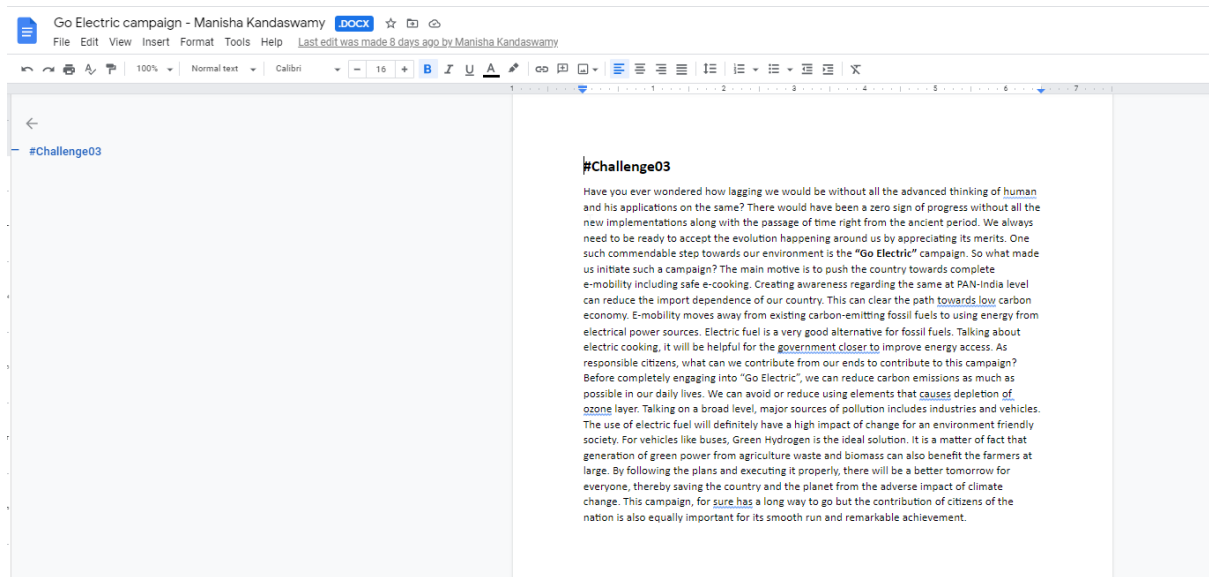 Go Electric campaign - Manisha Kandaswamy .DOCX
File Edit View Insert Format Tools Help Last edit was made 8 days ago by Manisha Kandaswamy
100% Normal text Calibri - 16 + B I U A
1 1 2 3 4 5 6 7
#Challenge03
#Challenge03
Have you ever wondered how lagging we would be without all the advanced thinking of human
and his applications on the same? There would have been a zero sign of progress without all the
new implementations along with the passage of time right from the ancient period. We always
need to be ready to accept the evolution happening around us by appreciating its merits. One
such commendable step towards our environment is the “Go Electric” campaign. So what made
us initiate such a campaign? The main motive is to push the country towards complete
e-mobility including safe e-cooking. Creating awareness regarding the same at PAN-India level
can reduce the import dependence of our country. This can clear the path towards low carbon
economy. E-mobility moves away from existing carbon-emitting fossil fuels to using energy from
electrical power sources. Electric fuel is a very good alternative for fossil fuels. Talking about
electric cooking, it will be helpful for the government closer to improve energy access. As
responsible citizens, what can we contribute from our ends to contribute to this campaign?
Before completely engaging into “Go Electric”, we can reduce carbon emissions as much as
possible in our daily lives. We can avoid or reduce using elements that causes depletion of
ozone layer. Talking on a broad level, major sources of pollution includes industries and vehicles.
The use of electric fuel will definitely have a high impact of change for an environment friendly
society. For vehicles like buses, Green Hydrogen is the ideal solution. It is a matter of fact that
generation of green power from agriculture waste and biomass can also benefit the farmers at
large. By following the plans and executing it properly, there will be a better tomorrow for
everyone, thereby saving the country and the planet from the adverse impact of climate
change. This campaign, for sure has a long way to go but the contribution of citizens of the
nation is also equally important for its smooth run and remarkable achievement.